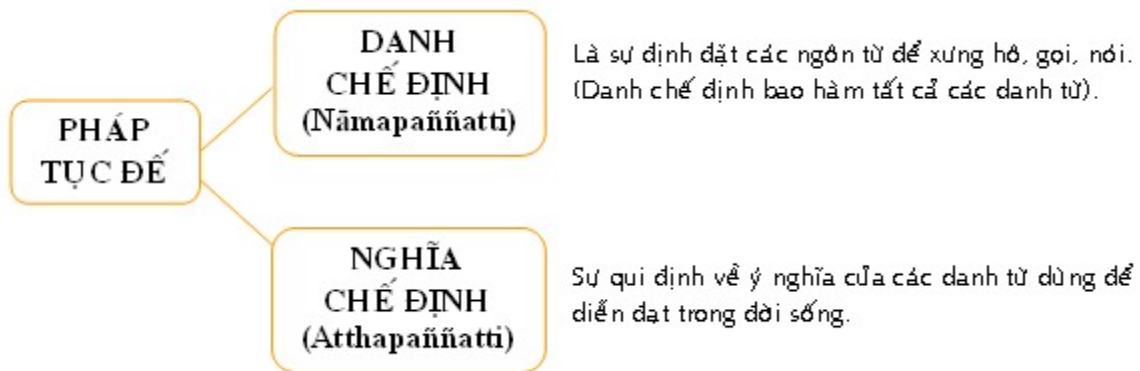 PHÁP
TỤC ĐẾ
DANH
CHẾ ĐỊNH
(Nāmapaññatti)
Là sự định đặt các ngôn từ để xưng hô, gọi, nói.
(Danh chế định bao hàm tất cả các danh từ).
NGHĨA
CHẾ ĐỊNH
(Atthapaññatti)
Sự qui định về ý nghĩa của các danh từ dùng để
diễn đạt trong đời sống.